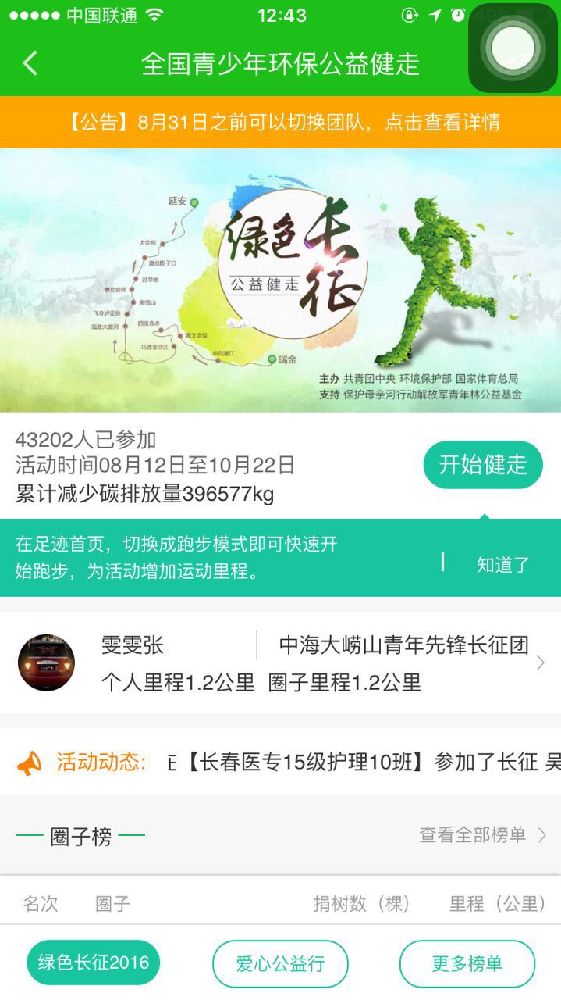 中国联通
12:43
49%
全国青少年环保公益健走
【公告】8月31日之前可以切换团队，点击查看详情
延安
大会师
激战腊子口
过草地
懋功会师
爬雪山
飞夺泸定桥
强渡大渡河
四度赤水
遵义会议
巧渡金沙江
血战湘江
瑞金
绿色长征
公益健走
主办 共青团中央 环境保护部 国家体育总局
支持 保护母亲河行动解放军青年林公益基金
43202人已参加
活动时间08月12日至10月22日
累计减少碳排放量396577kg
开始健走
在足迹首页，切换成跑步模式即可快速开
始跑步，为活动增加运动里程。
知道了
雯雯张 中海大崂山青年先锋长征团
个人里程1.2公里 圈子里程1.2公里
活动动态: 【长春医专15级护理10班】参加了长征 吴
圈子榜 查看全部榜单
名次 圈子 捐树数（棵） 里程（公里）
绿色长征2016 爱心公益行 更多榜单